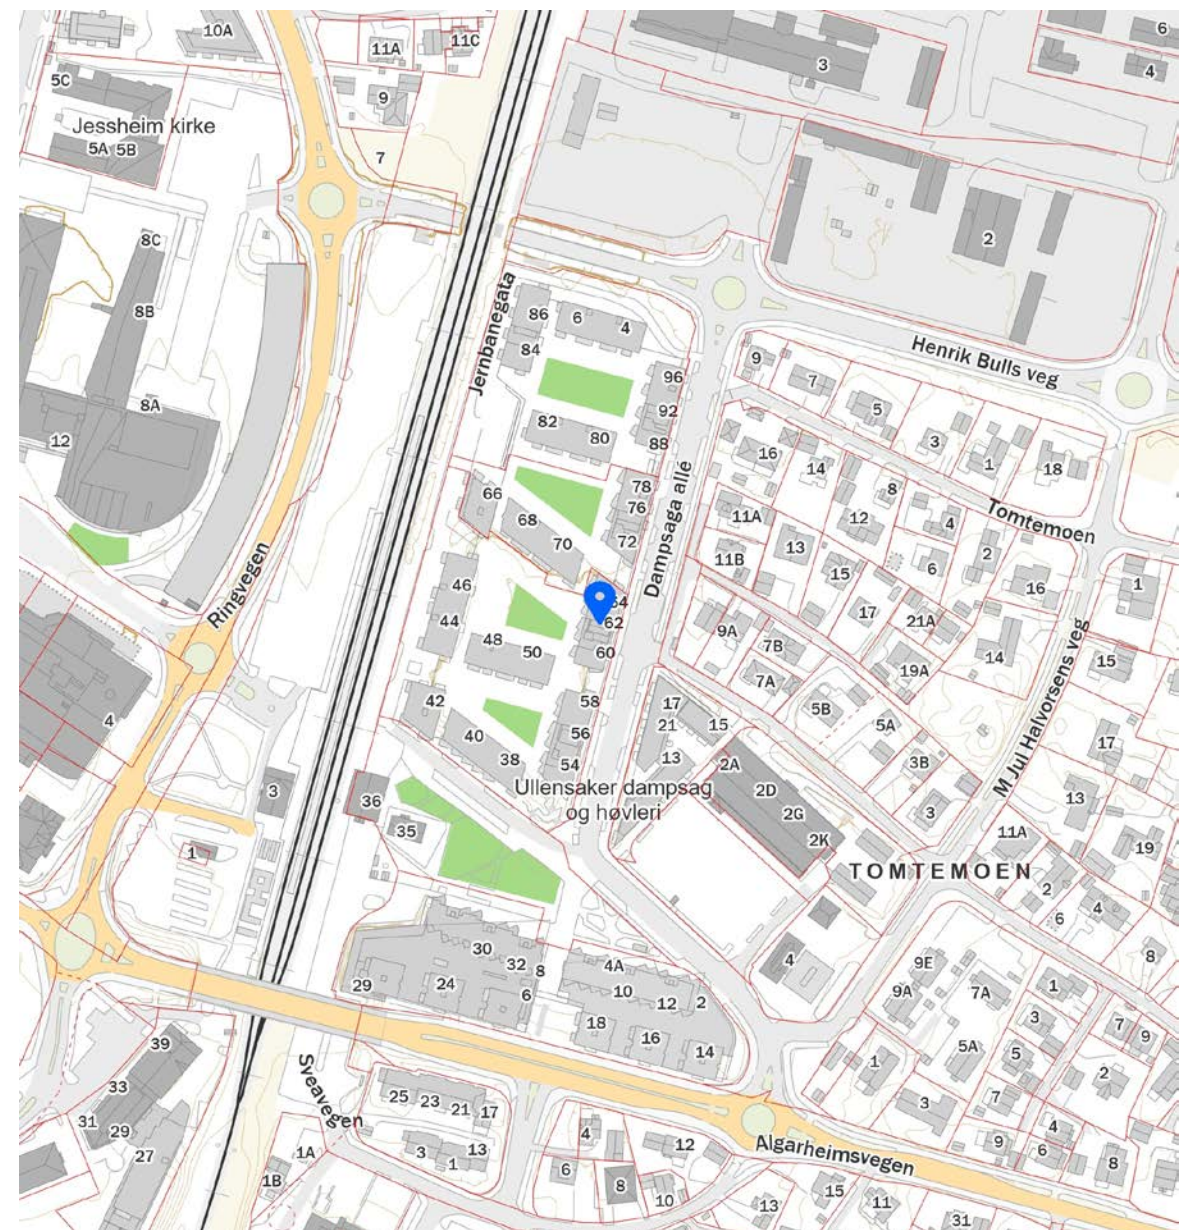 10A
11A
11C
6
3
4
5C
9
Jessheim kirke
5A 5B
7
8C
2
8B
Jernbanegata
86
6
4
84
Henrik Bulls veg
9
7
96
5
8A
92
82
80
88
3
12
16
14
1
18
78
8
66
76
68
11A
12
4
Tomtemoen
70
72
13
2
Dampsaga allé
11B
15
6
46
16
1
64
Ringvegen
44
62
17
21A
9A
48
50
60
7B
14
19A
15
7A
42
58
17
5B
5A
4
40
56
21
15
17
38
54
13
2A
3B
M Jul Halvorsens veg
Ullensaker dampsag
og høvleri
2D
3
36
2G
3
13
35
2K
11A
19
1
TOMTEMOEN
2
4
6
30
32
8
4A
4
9E
8
29
24
6
10
12
2
9A
7A
1
18
16
14
3
7
9
39
5A
5
33
Sveavegen
1
2
25
23
21
17
3
7
31
29
4
12
Algarheimsvegen
4
27
1A
3
13
9
6
8
1
6
8
1B
10
13
15
11
31